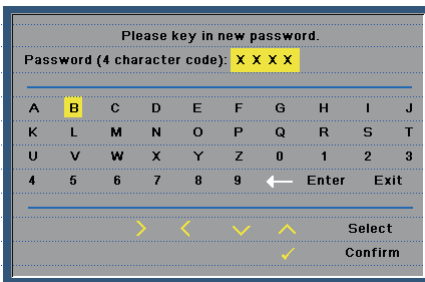 Please key in new password.
Password (4 character code): X X X X
A B C D E F G H I J
K L M N O P Q R S T
U V W X Y Z 0 1 2 3
4 5 6 7 8 9 ← Enter Exit
> < ∨ ∧ Select
✓ Confirm